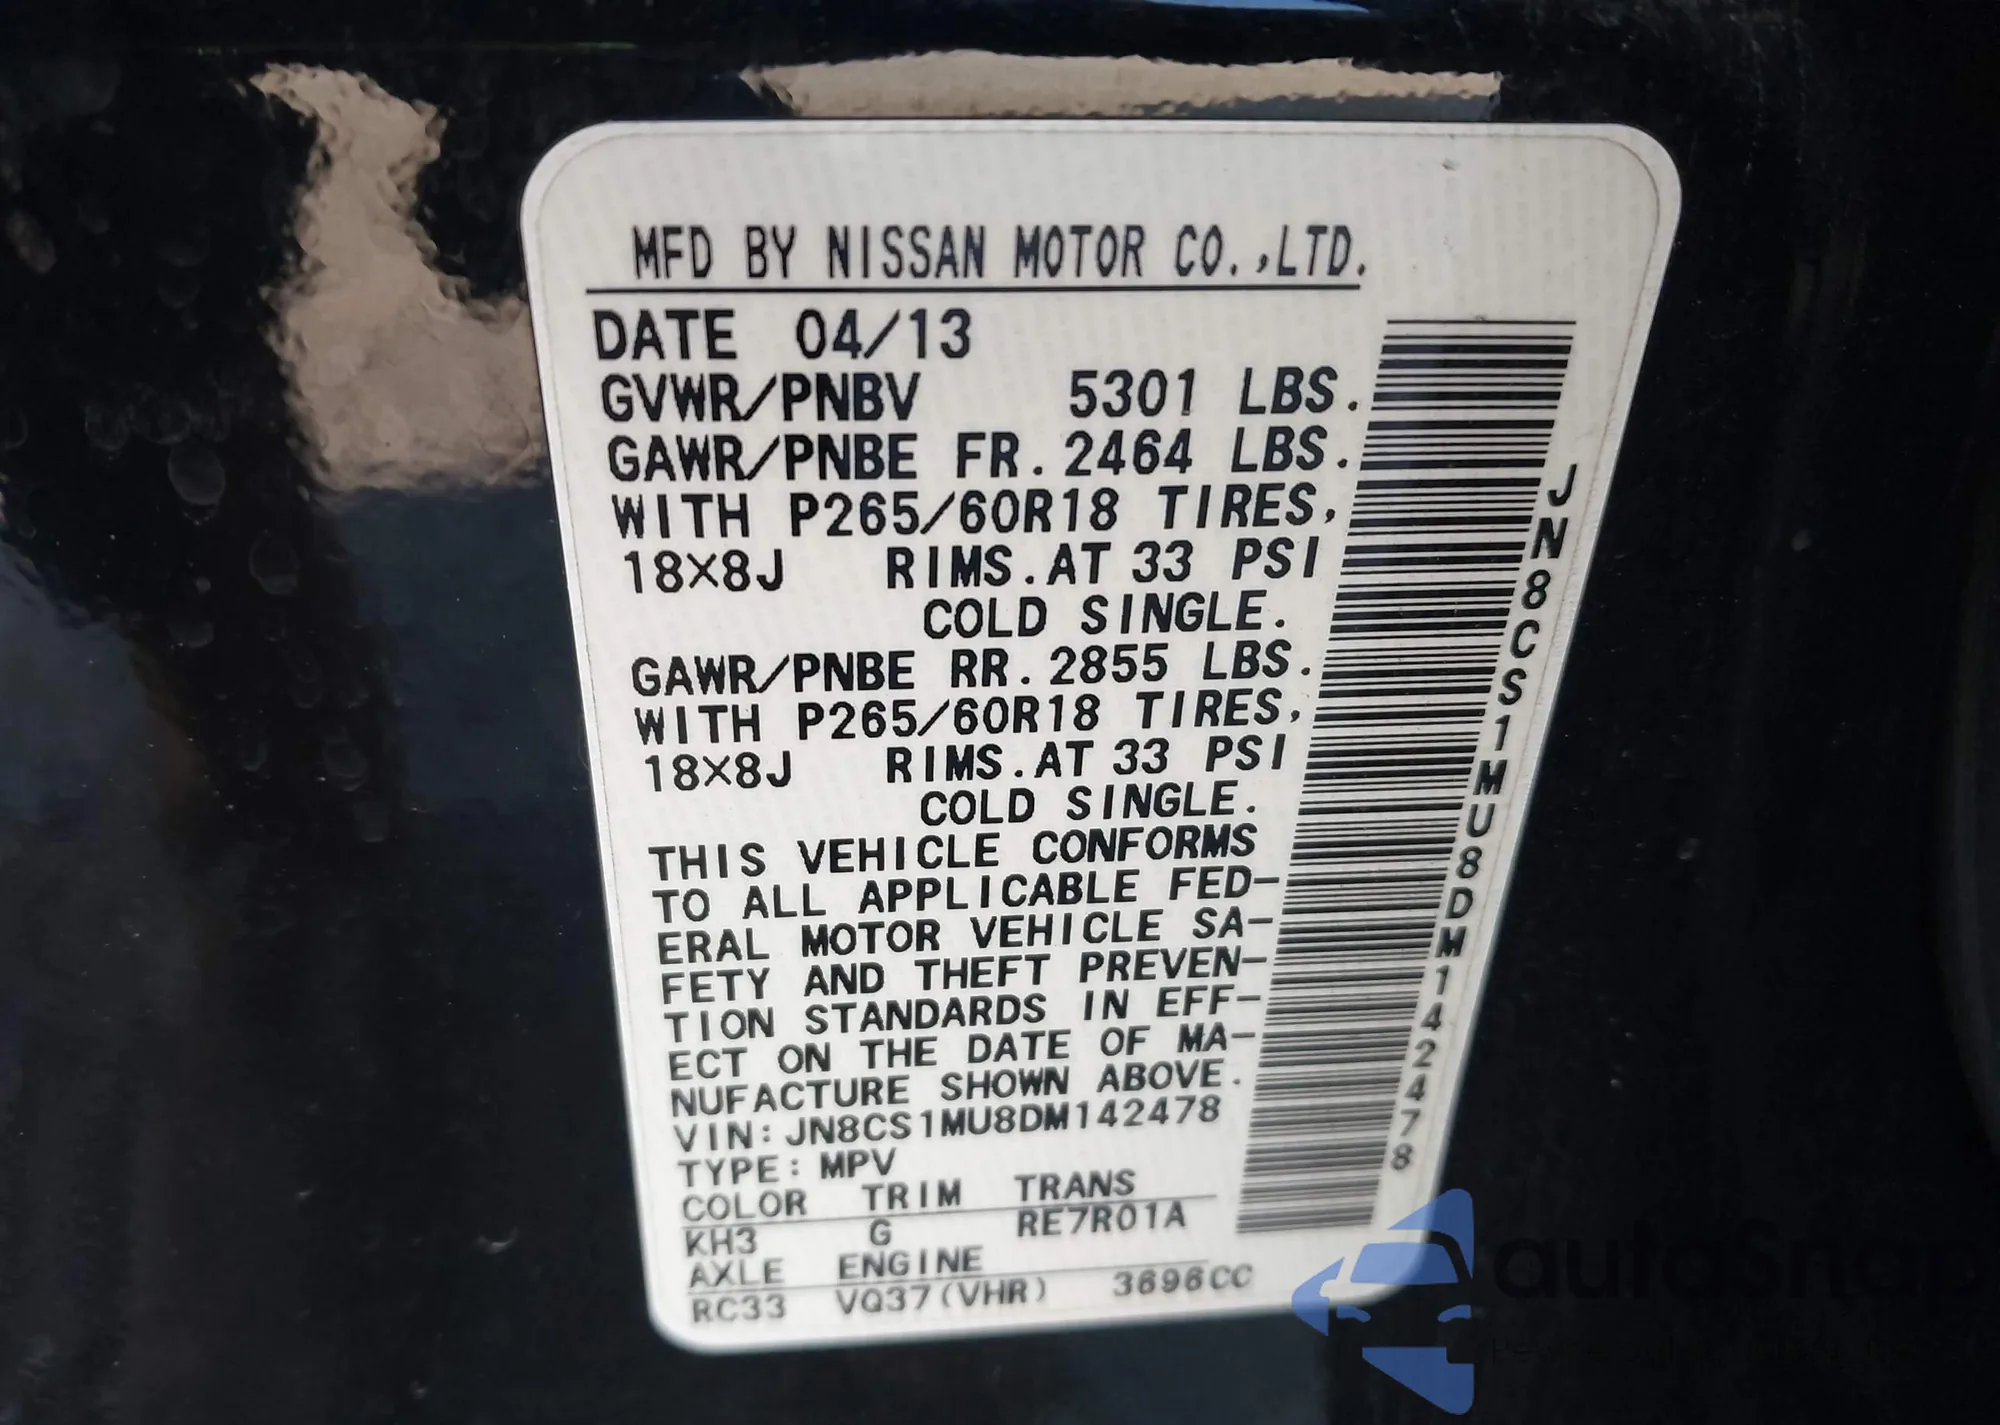 MFD BY NISSAN MOTOR CO.,LTD.
DATE 04/13
GVWR/PNBV 5301 LBS.
GAWR/PNBE FR.2464 LBS.
WITH P265/60R18 TIRES,
18×8J RIMS.AT 33 PSI
COLD SINGLE.
GAWR/PNBE RR.2855 LBS.
WITH P265/60R18 TIRES,
18×8J RIMS.AT 33 PSI
COLD SINGLE.
THIS VEHICLE CONFORMS
TO ALL APPLICABLE FED-
ERAL MOTOR VEHICLE SA-
FETY AND THEFT PREVEN-
TION STANDARDS IN EFF-
ECT ON THE DATE OF MA-
NUFACTURE SHOWN ABOVE.
VIN:JN8CS1MU8DM142478
TYPE:MPV
COLOR TRIM TRANS
KH3 G RE7R01A
AXLE ENGINE
RC33 VQ37(VHR) 3696CC
JN8CS1MU8DM142478
autosnap